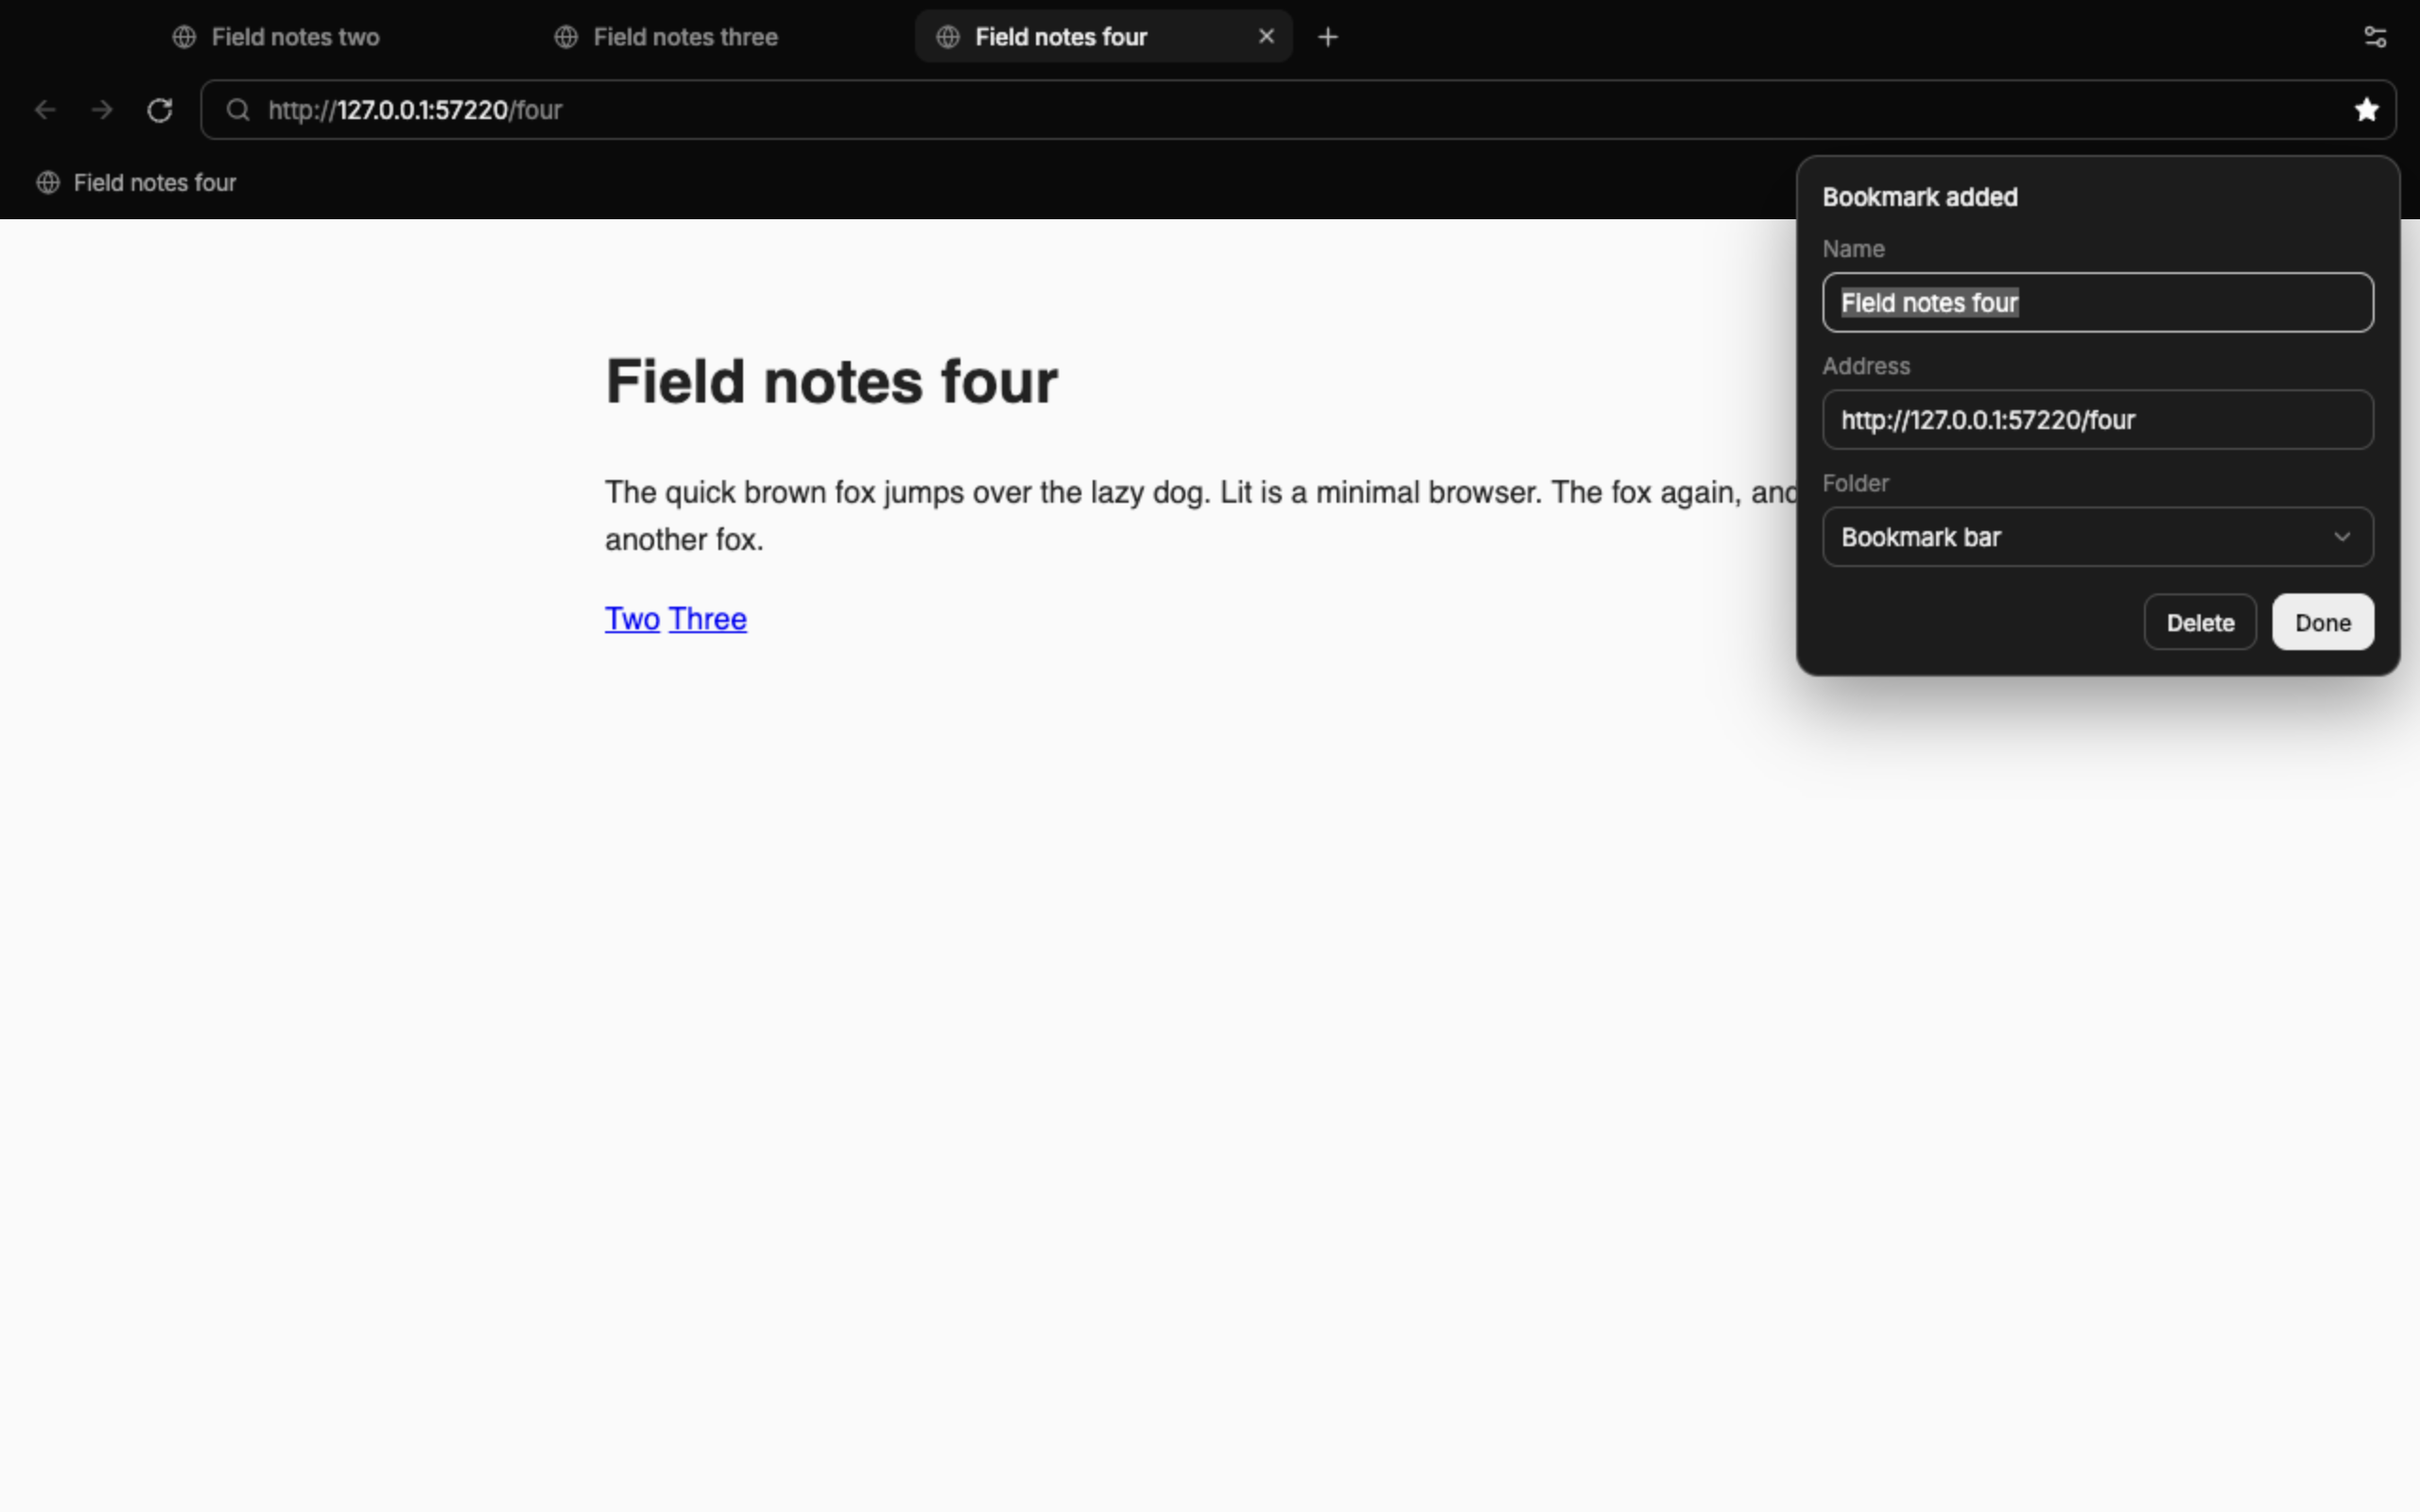 Field notes two
Field notes three
Field notes four
http://127.0.0.1:57220/four
Field notes four
Bookmark added
Name
Field notes four
Address
http://127.0.0.1:57220/four
Folder
Bookmark bar
Delete
Done
Field notes four
The quick brown fox jumps over the lazy dog. Lit is a minimal browser. The fox again, and
another fox.
Two Three